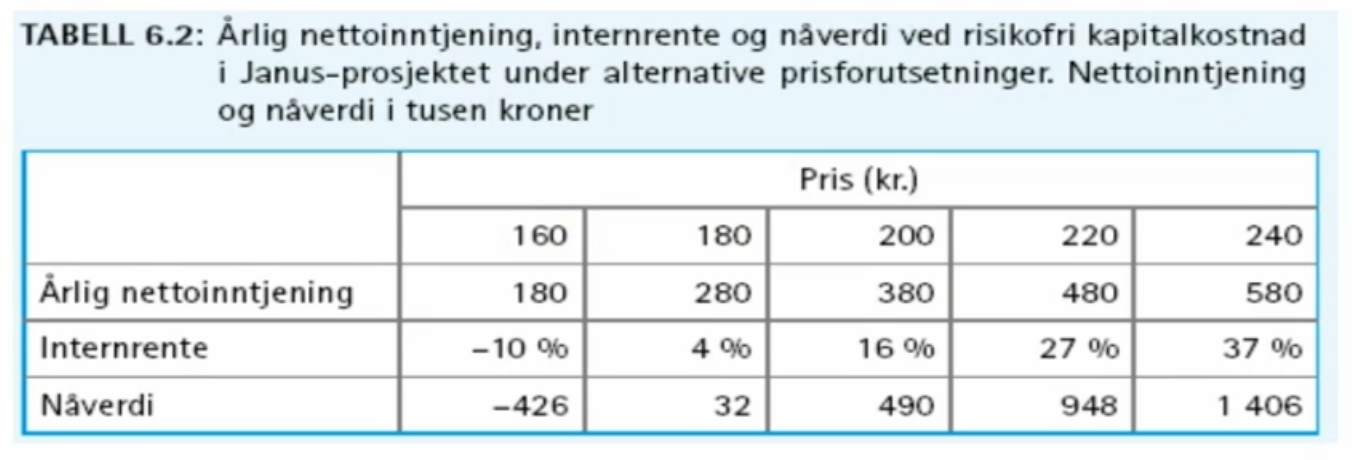 TABELL 6.2: Årlig nettoinntjening, internrente og nåverdi ved risikofri kapitalkostnad
i Janus-prosjektet under alternative prisforutsetninger. Nettoinntjening
og nåverdi i tusen kroner
Pris (kr.)
160 180 200 220 240
Årlig nettoinntjening 180 280 380 480 580
Internrente –10 % 4 % 16 % 27 % 37 %
Nåverdi –426 32 490 948 1 406